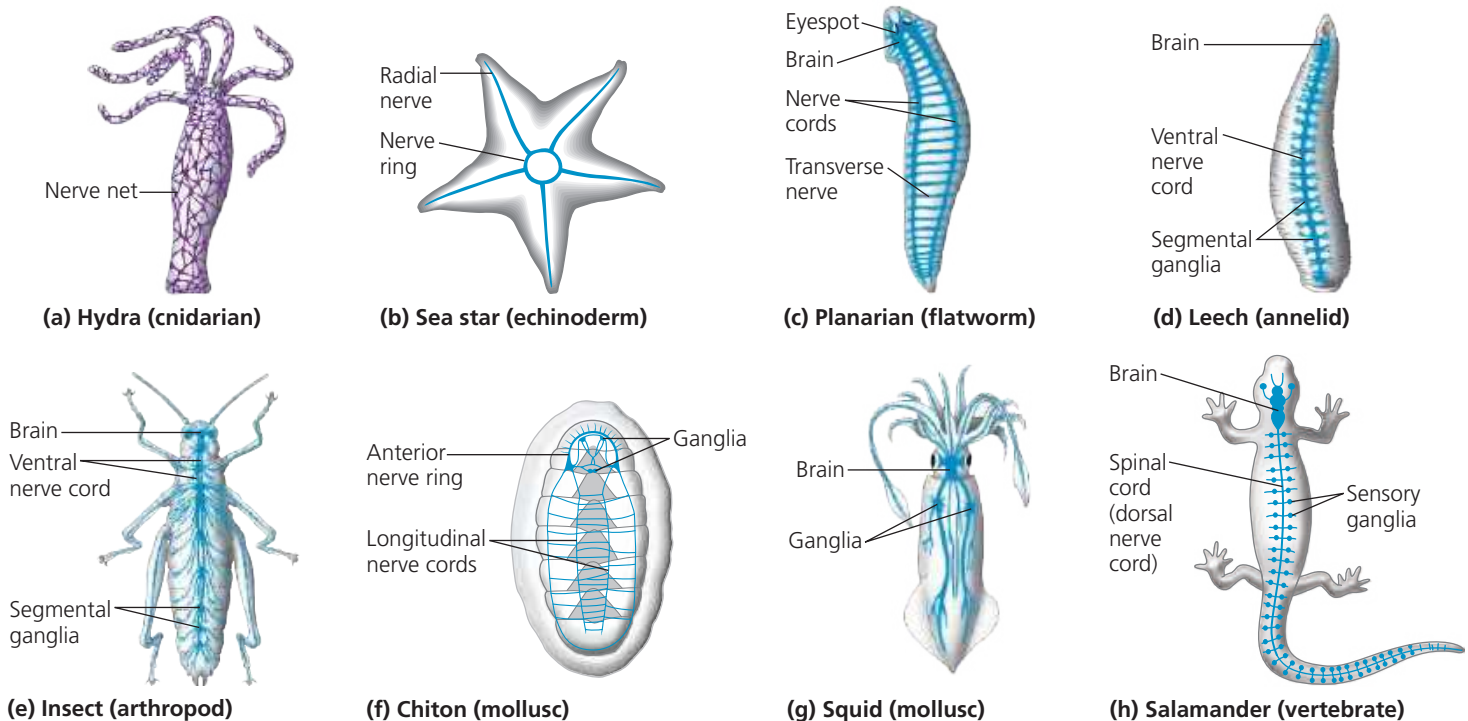 Nerve net
(a) Hydra (cnidarian)
Radial
nerve
Nerve
ring
(b) Sea star (echinoderm)
Eyespot
Brain
Nerve
cords
Transverse
nerve
(c) Planarian (flatworm)
Brain
Ventral
nerve
cord
Segmental
ganglia
(d) Leech (annelid)
Brain
Ventral
nerve cord
Segmental
ganglia
(e) Insect (arthropod)
Anterior
nerve ring
Ganglia
Longitudinal
nerve cords
(f) Chiton (mollusc)
Brain
Ganglia
(g) Squid (mollusc)
Brain
Spinal
cord
(dorsal
nerve
cord)
Sensory
ganglia
(h) Salamander (vertebrate)